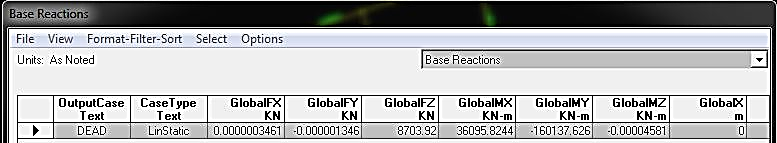 Base Reactions
File View Format-Filter-Sort Select Options
Units: As Noted Base Reactions
OutputCase CaseType GlobalFX GlobalFY GlobalFZ GlobalMX GlobalMY GlobalMZ GlobalX
Text Text KN KN KN KN-m KN-m KN-m m
DEAD LinStatic 0.0000003461 -0.000001346 8703.92 36095.8244 -160137.626 -0.00004581 0